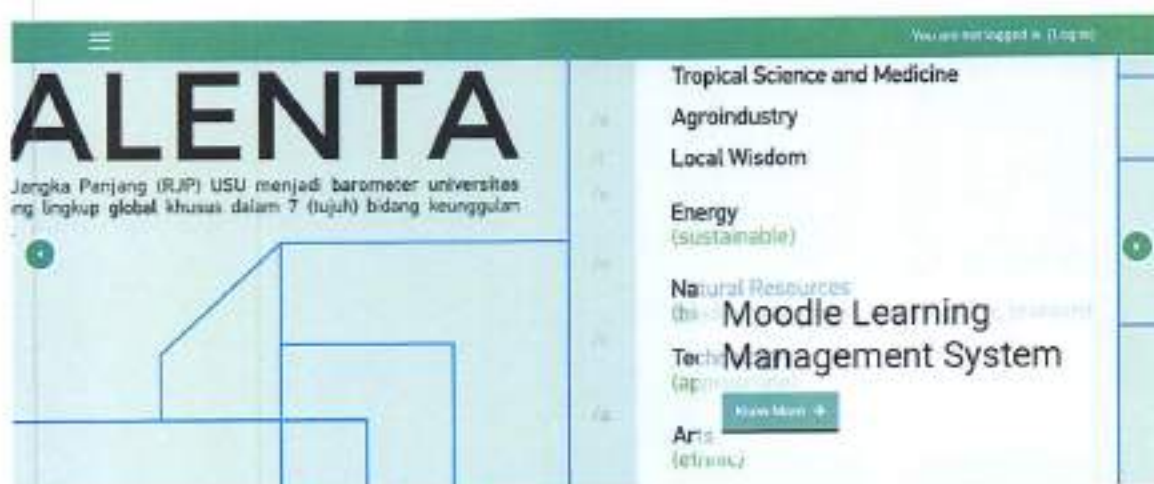 You are not logged in. (Log in)
ALENTA
Jangka Panjang (RJP) USU menjadi barometer universitas
ng lingkup global khusus dalam 7 (tujuh) bidang keunggulan
Tropical Science and Medicine
Agroindustry
Local Wisdom
Energy
(sustainable)
Natural Resources
Moodle Learning
Management System
Know More
Arts
(ethnic)